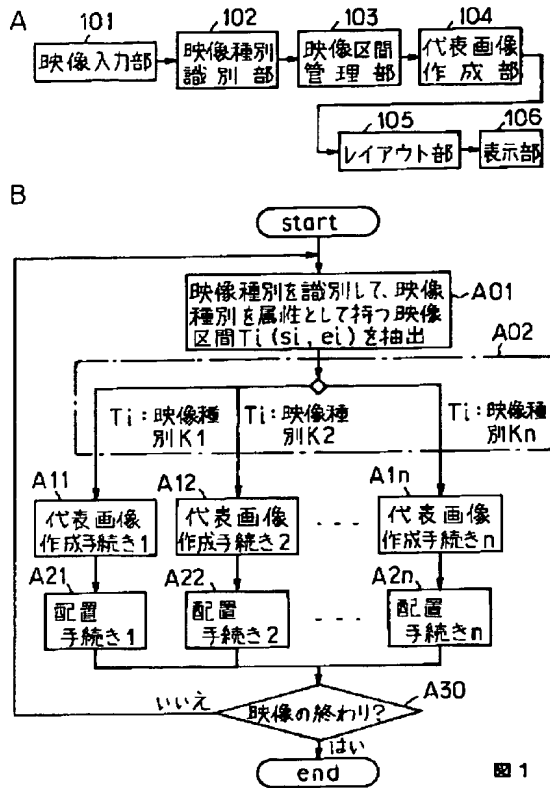 A
101
映像入力部
102
映像種別
識別部
103
映像区間
管理部
104
代表画像
作成部
105
レイアウト部
106
表示部
B
start
映像種別を識別して、映像
種別を属性として持つ映像
区間Ti(si,ei)を抽出
A01
A02
Ti:映像種
別K1
Ti:映像種
別K2
Ti:映像種
別Kn
A11
代表画像
作成手続き1
A12
代表画像
作成手続き2
A1n
代表画像
作成手続きn
A21
配置
手続き1
A22
配置
手続き2
A2n
配置
手続きn
映像の終わり?
A30
いいえ
はい
end
図1